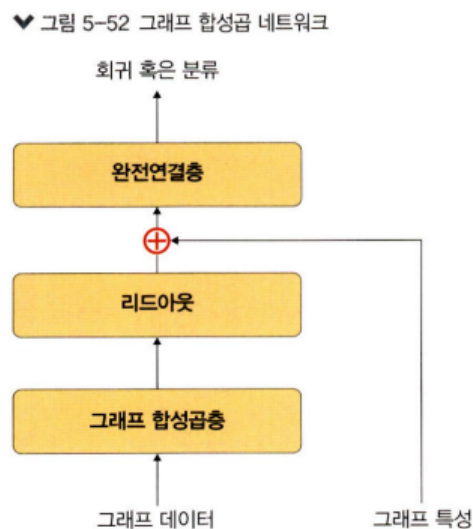 ▼ 그림 5-52 그래프 합성곱 네트워크
회귀 혹은 분류
완전연결층
리드아웃
그래프 합성곱층
그래프 데이터
그래프 특성